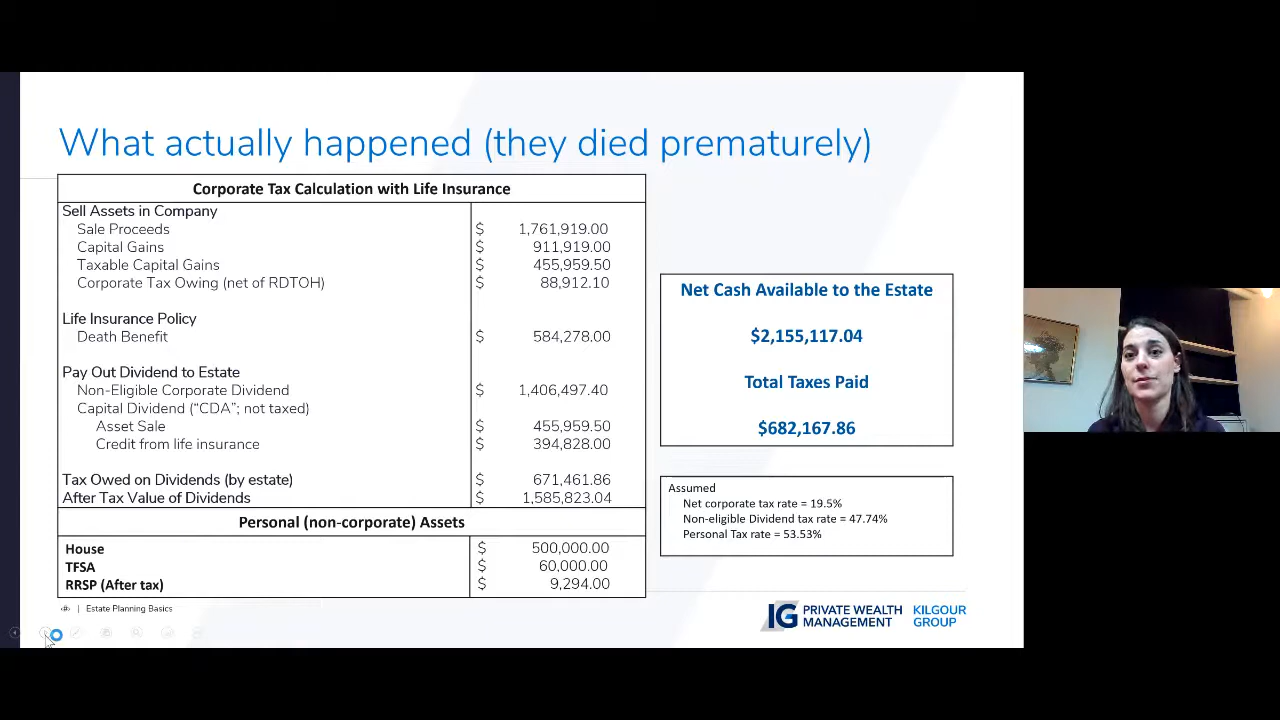 What actually happened (they died prematurely)
Corporate Tax Calculation with Life Insurance
Sell Assets in Company
Sale Proceeds $ 1,761,919.00
Capital Gains $ 911,919.00
Taxable Capital Gains $ 455,959.50
Corporate Tax Owing (net of RDTOH) $ 88,912.10
Life Insurance Policy
Death Benefit $ 584,278.00
Pay Out Dividend to Estate
Non-Eligible Corporate Dividend $ 1,406,497.40
Capital Dividend ("CDA"; not taxed)
Asset Sale $ 455,959.50
Credit from life insurance $ 394,828.00
Tax Owed on Dividends (by estate) $ 671,461.86
After Tax Value of Dividends $ 1,585,823.04
Personal (non-corporate) Assets
House $ 500,000.00
TFSA $ 60,000.00
RRSP (After tax) $ 9,294.00
Net Cash Available to the Estate
$2,155,117.04
Total Taxes Paid
$682,167.86
Assumed
Net corporate tax rate = 19.5%
Non-eligible Dividend tax rate = 47.74%
Personal Tax rate = 53.53%
| Estate Planning Basics
IG PRIVATE WEALTH MANAGEMENT
KILGOUR GROUP